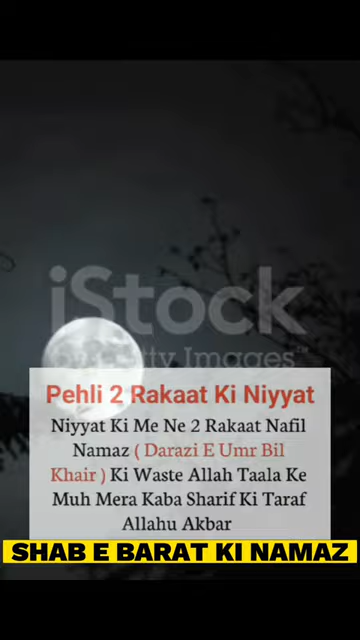 iStock
by Getty Images™
Pehli 2 Rakaat Ki Niyyat
Niyyat Ki Me Ne 2 Rakaat Nafil
Namaz ( Darazi E Umr Bil
Khair ) Ki Waste Allah Taala Ke
Muh Mera Kaba Sharif Ki Taraf
Allahu Akbar
SHAB E BARAT KI NAMAZ